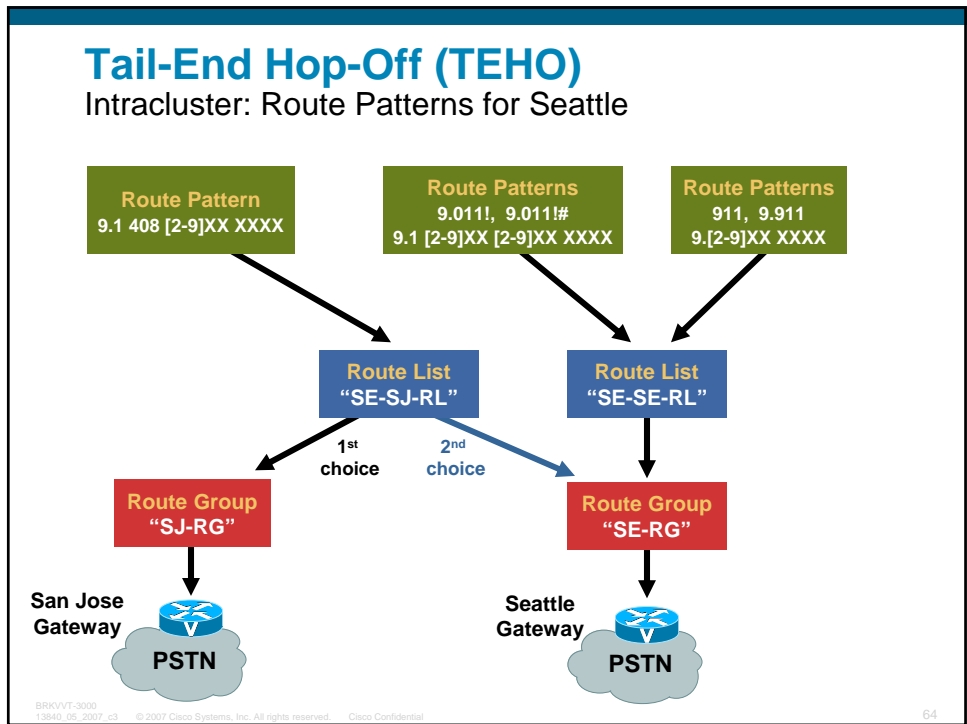 Tail-End Hop-Off (TEHO)
Intracluster: Route Patterns for Seattle
Route Pattern
9.1 408 [2-9]XX XXXX
Route Patterns
9.011!, 9.011!#
9.1 [2-9]XX [2-9]XX XXXX
Route Patterns
911, 9.911
9.[2-9]XX XXXX
Route List
“SE-SJ-RL”
Route List
“SE-SE-RL”
1st
choice
2nd
choice
Route Group
“SJ-RG”
Route Group
“SE-RG”
San Jose
Gateway
V
PSTN
Seattle
Gateway
V
PSTN
BRKVVT-3000
13840_05_2007_c3 © 2007 Cisco Systems, Inc. All rights reserved. Cisco Confidential
64